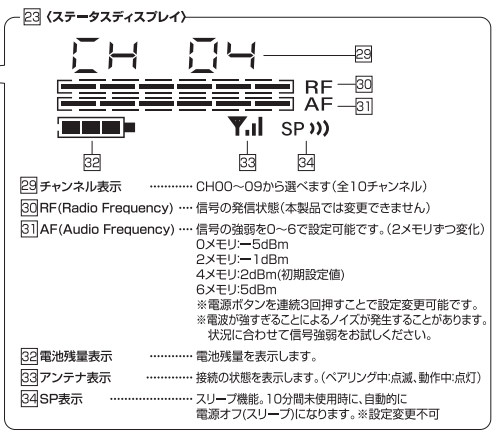 23 〈ステータスディスプレイ〉
CH 04 29
RF 30
AF 31
SP
32 33 34
29 チャンネル表示 ………… CH00〜09から選べます(全10チャンネル)
30 RF(Radio Frequency) …… 信号の発信状態(本製品では変更できません)
31 AF(Audio Frequency) …… 信号の強弱を0〜6で設定可能です。(2メモリずつ変化)
0メモリ:ー5dBm
2メモリ:ー1dBm
4メモリ:2dBm(初期設定値)
6メモリ:5dBm
※電源ボタンを連続3回押すことで設定変更可能です。
※電波が強すぎることによるノイズが発生することがあります。
状況に合わせて信号強弱をお試しください。
32 電池残量表示 ………… 電池残量を表示します。
33 アンテナ表示 ………… 接続の状態を表示します。(ペアリング中:点滅、動作中:点灯)
34 SP表示 ……………… スリープ機能。10分間未使用時に、自動的に
電源オフ(スリープ)になります。※設定変更不可